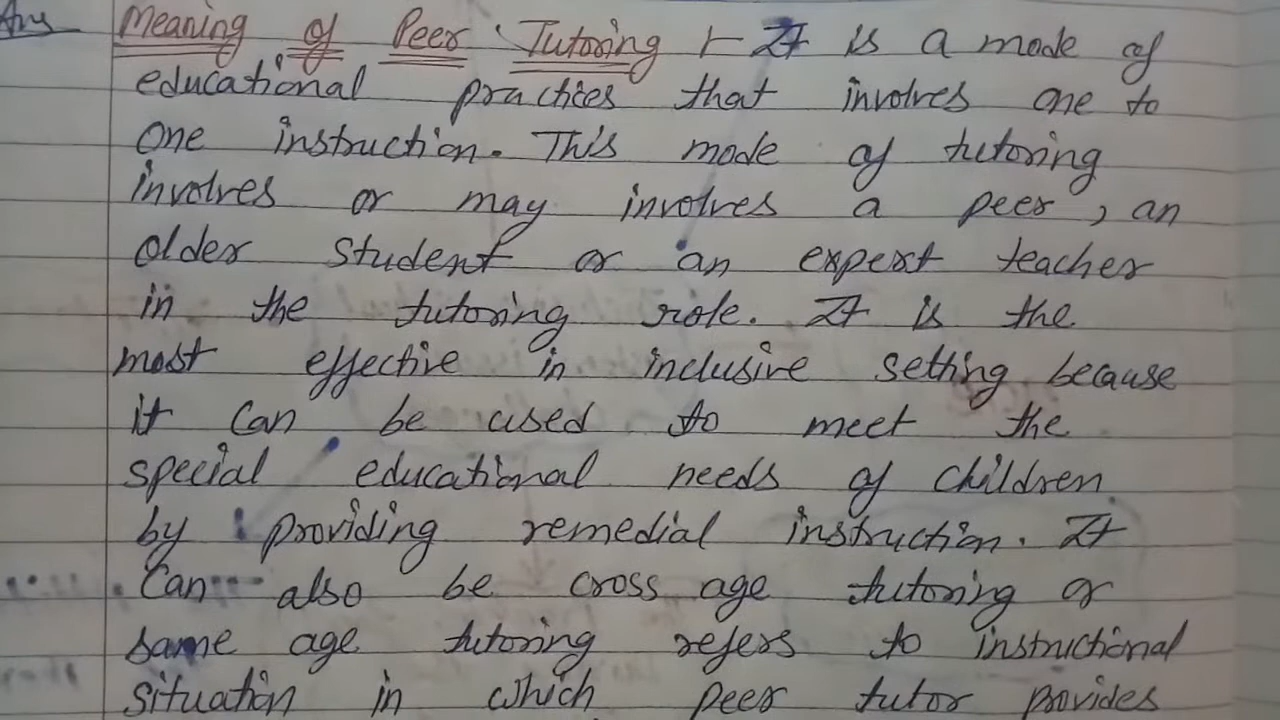 Ans Meaning of Peer Tutoring :- It is a mode of
educational practices that involves one to
one instruction. This mode of tutoring
involves or may involves a peer, an
older student or an expert teacher
in the tutoring role. It is the
most effective in inclusive setting because
it can be used to meet the
special educational needs of children
by providing remedial instruction. It
Can also be cross age tutoring or
same age tutoring refers to instructional
situation in which peer tutor provides